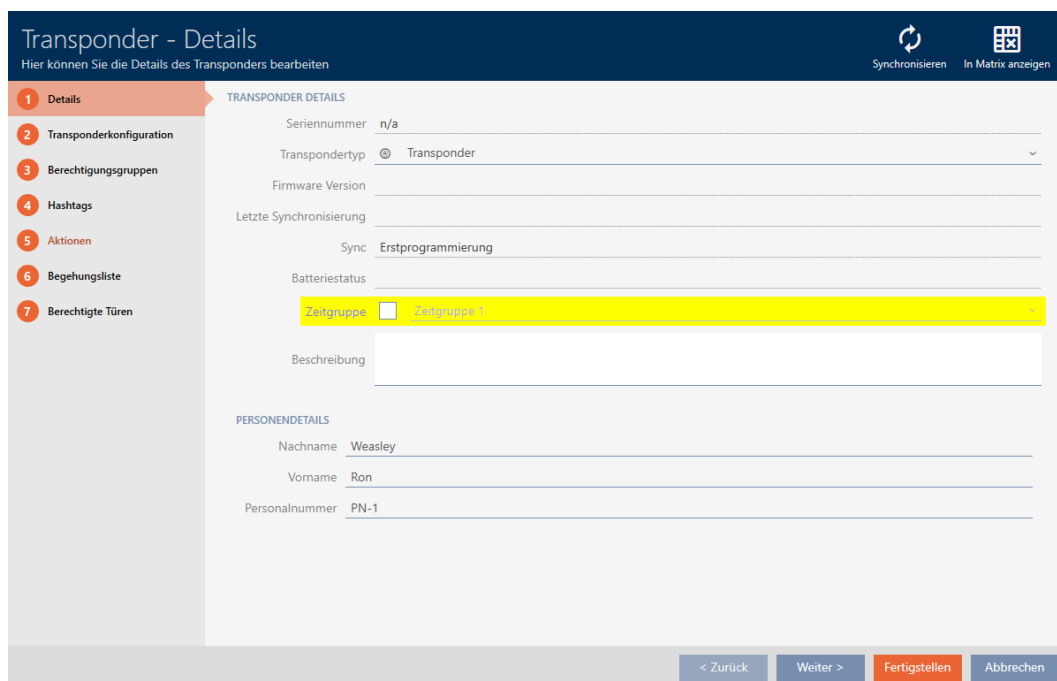 Transponder - Details
Hier können Sie die Details des Transponders bearbeiten
Synchronisieren
In Matrix anzeigen
1 Details
2 Transponderkonfiguration
3 Berechtigungsgruppen
4 Hashtags
5 Aktionen
6 Begehungsliste
7 Berechtigte Türen
TRANSPONDER DETAILS
Seriennummer n/a
Transpondertyp Transponder
Firmware Version
Letzte Synchronisierung
Sync Erstprogrammierung
Batteriestatus
Zeitgruppe Zeitgruppe 1
Beschreibung
PERSONENDETAILS
Nachname Weasley
Vorname Ron
Personalnummer PN-1
< Zurück
Weiter >
Fertigstellen
Abbrechen